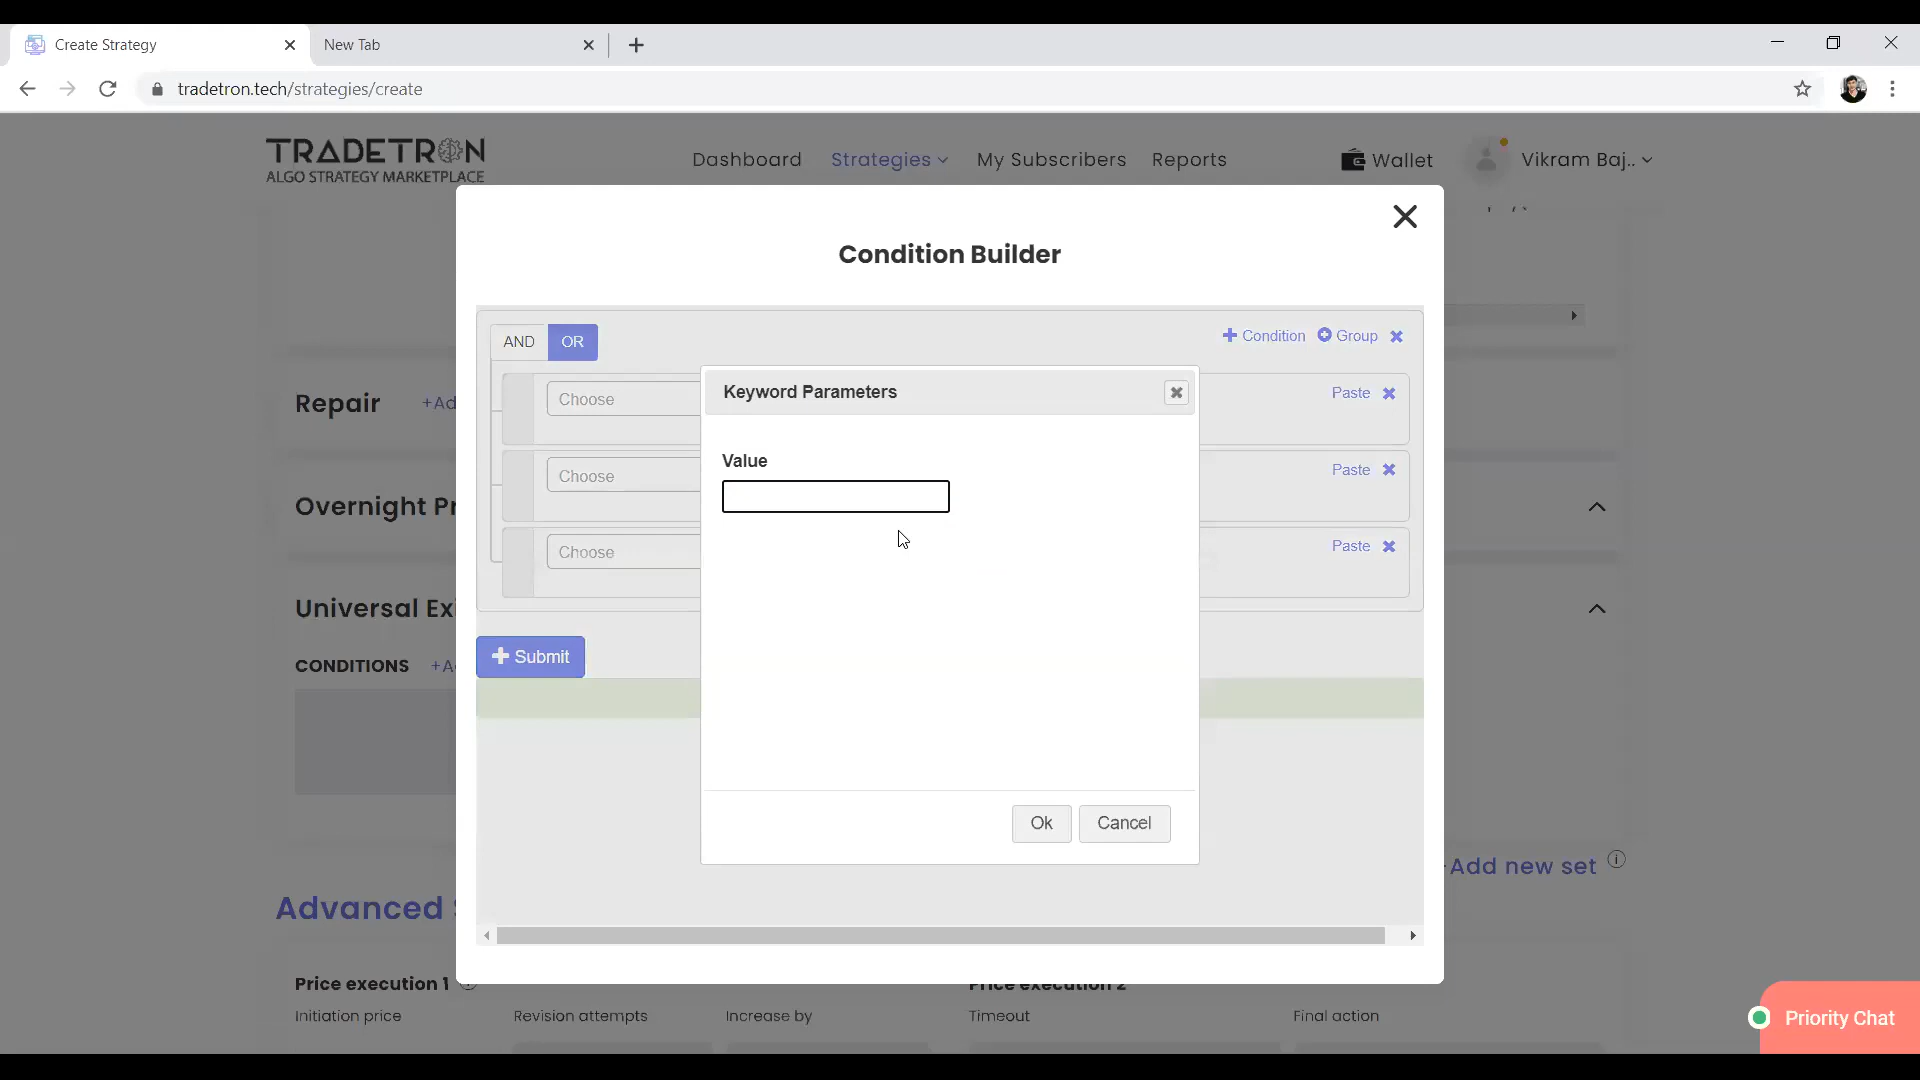 Create Strategy
New Tab
tradetron.tech/strategies/create
TRADETRON
ALGO STRATEGY MARKETPLACE
Dashboard
Strategies
My Subscribers
Reports
Wallet
Vikram Baj..
Condition Builder
AND
OR
Condition
Group
Choose
Paste
Choose
Paste
Choose
Paste
Submit
Keyword Parameters
Value
Ok
Cancel
Repair
Overnight
Universal
CONDITIONS
Advanced
Add new set
Price execution 1
Initiation price
Revision attempts
Increase by
Price execution 2
Timeout
Final action
Priority Chat